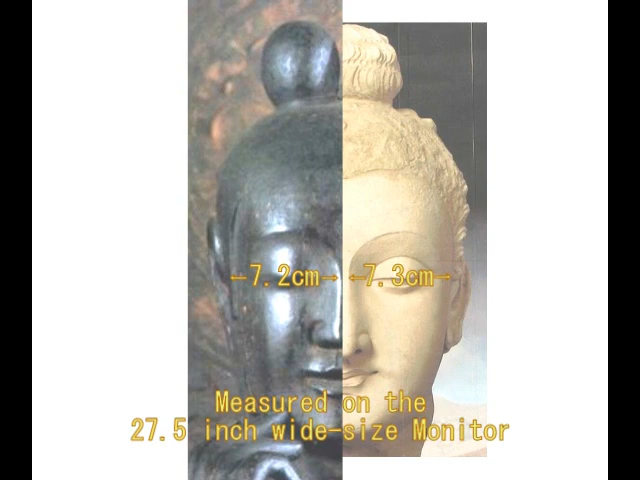 ←7.2cm→ ←7.3cm→
Measured on the
27.5 inch wide-size Monitor